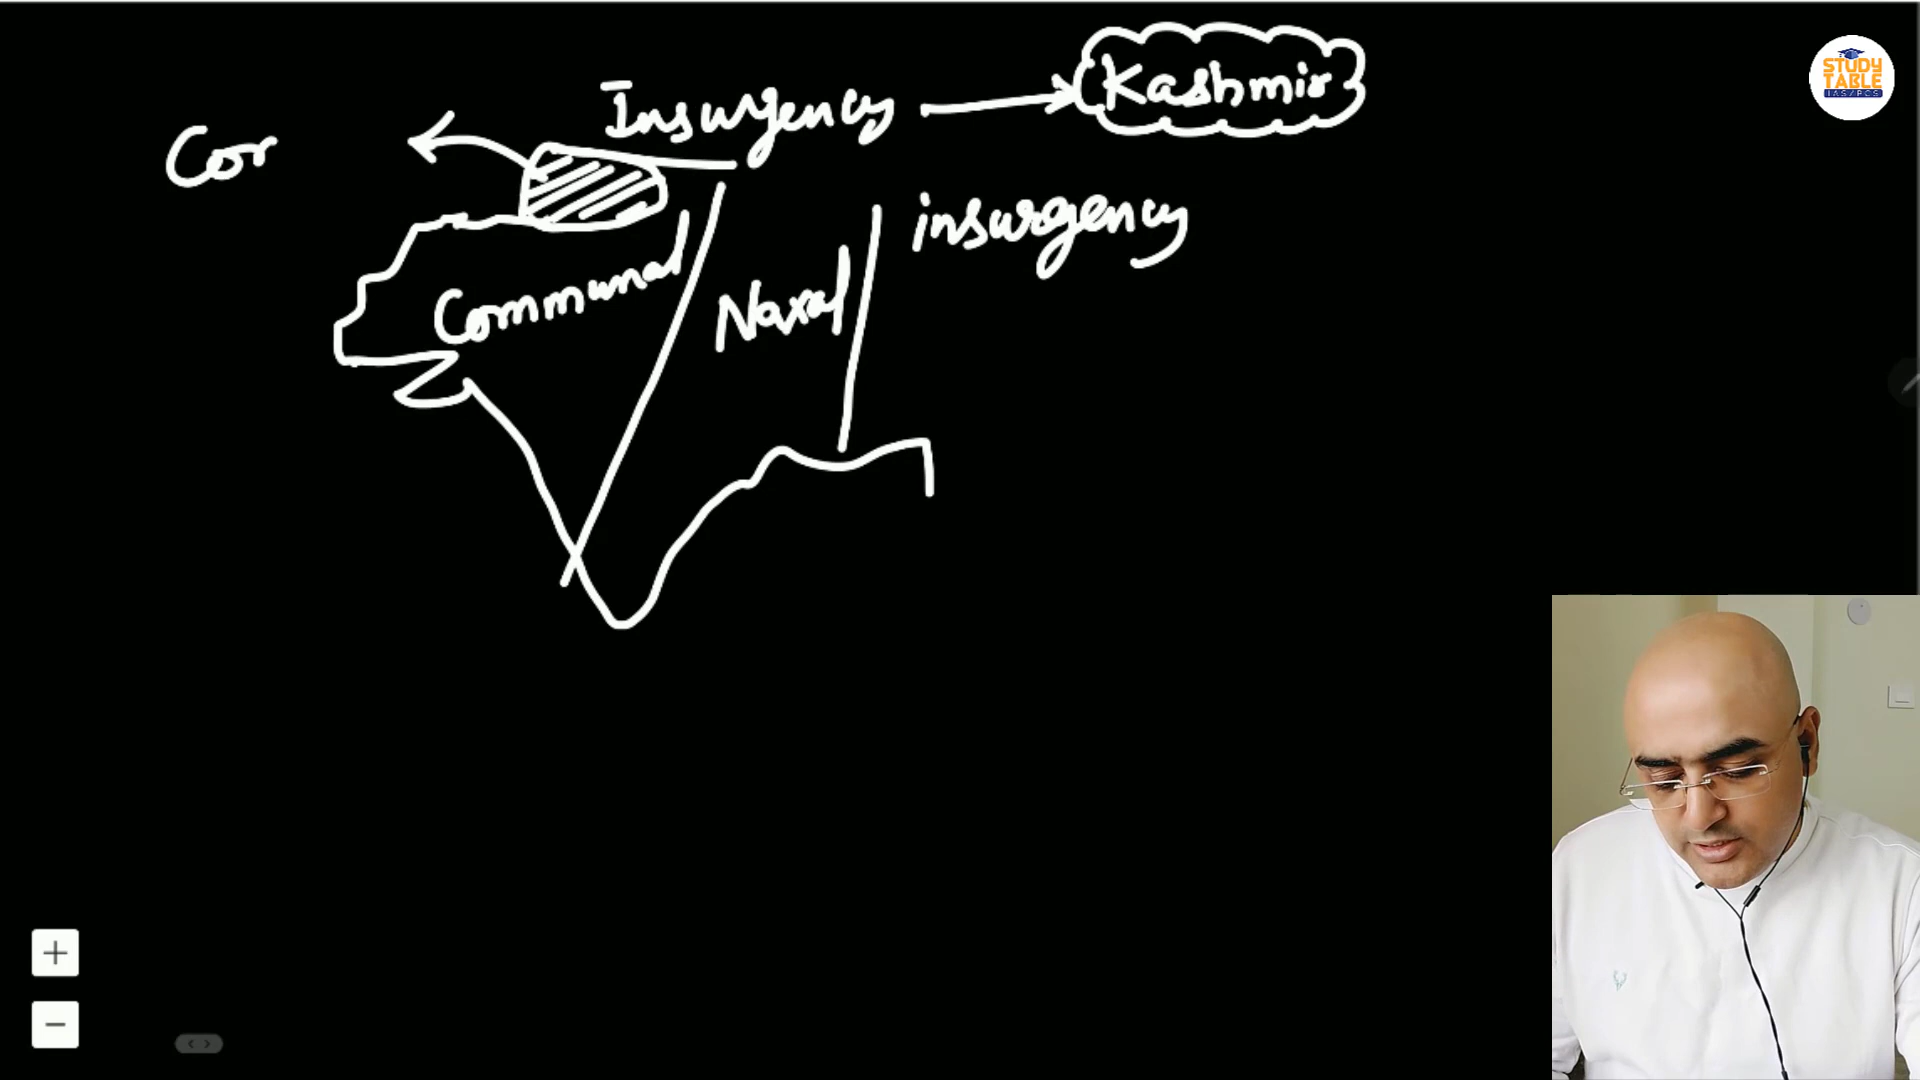 Insurgency
Kashmir
Cor
insurgency
Communal
Naxal
STUDY
TABLE
IAS/PCS